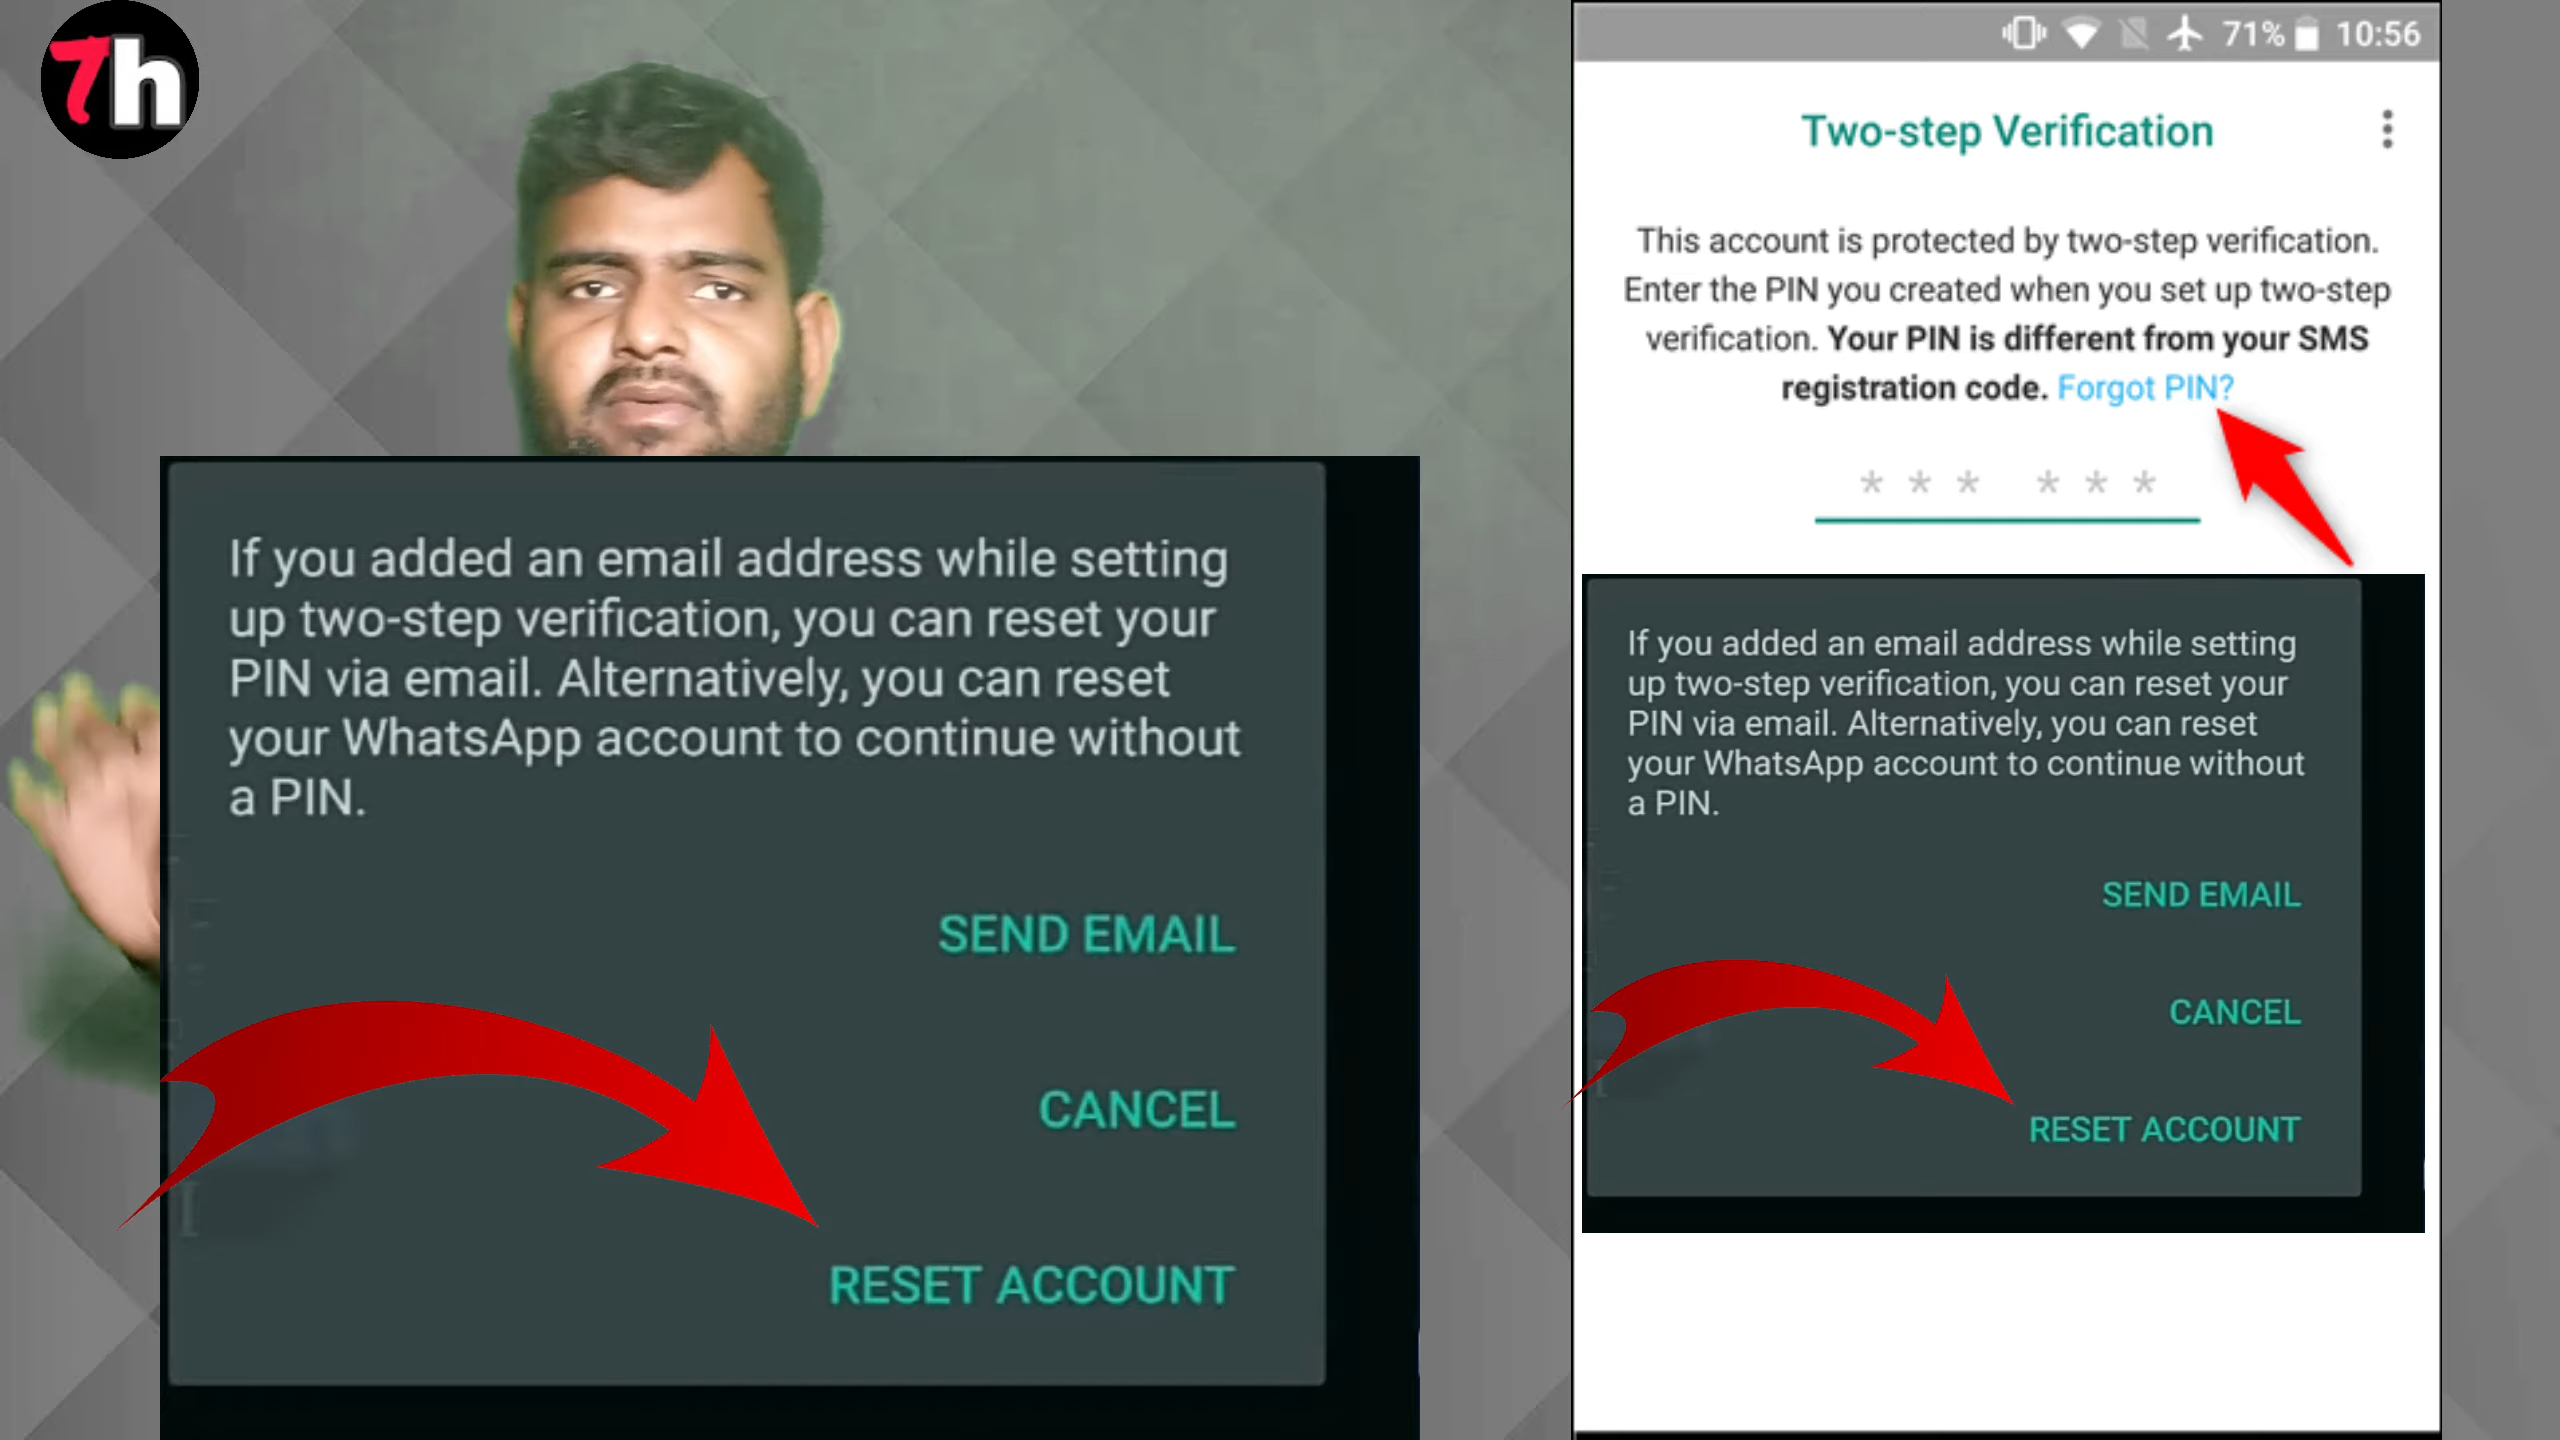 7h
If you added an email address while setting
up two-step verification, you can reset your
PIN via email. Alternatively, you can reset
your WhatsApp account to continue without
a PIN.
SEND EMAIL
CANCEL
RESET ACCOUNT
71% 10:56
Two-step Verification
This account is protected by two-step verification.
Enter the PIN you created when you set up two-step
verification. Your PIN is different from your SMS
registration code. Forgot PIN?
* * * * * *
If you added an email address while setting
up two-step verification, you can reset your
PIN via email. Alternatively, you can reset
your WhatsApp account to continue without
a PIN.
SEND EMAIL
CANCEL
RESET ACCOUNT